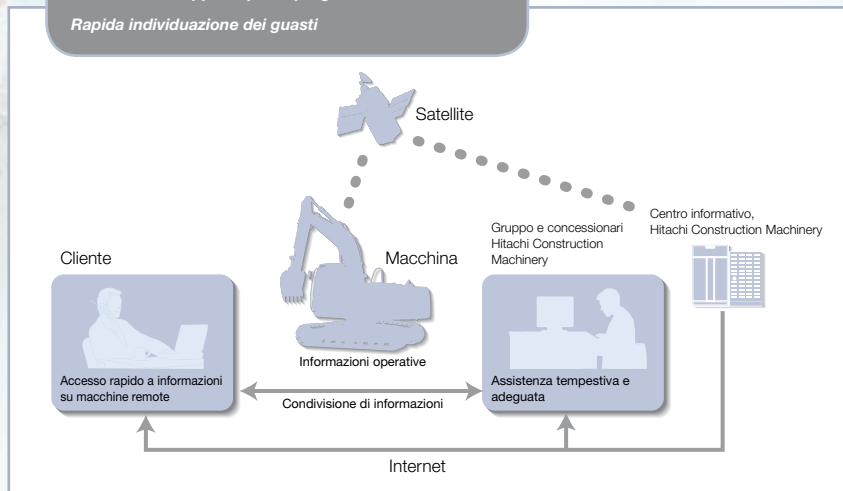 Rapida individuazione dei guasti
Satellite
Centro informativo,
Hitachi Construction Machinery
Gruppo e concessionari
Hitachi Construction
Machinery
Cliente
Macchina
Informazioni operative
Accesso rapido a informazioni
su macchine remote
Assistenza tempestiva e
adeguata
Condivisione di informazioni
Internet